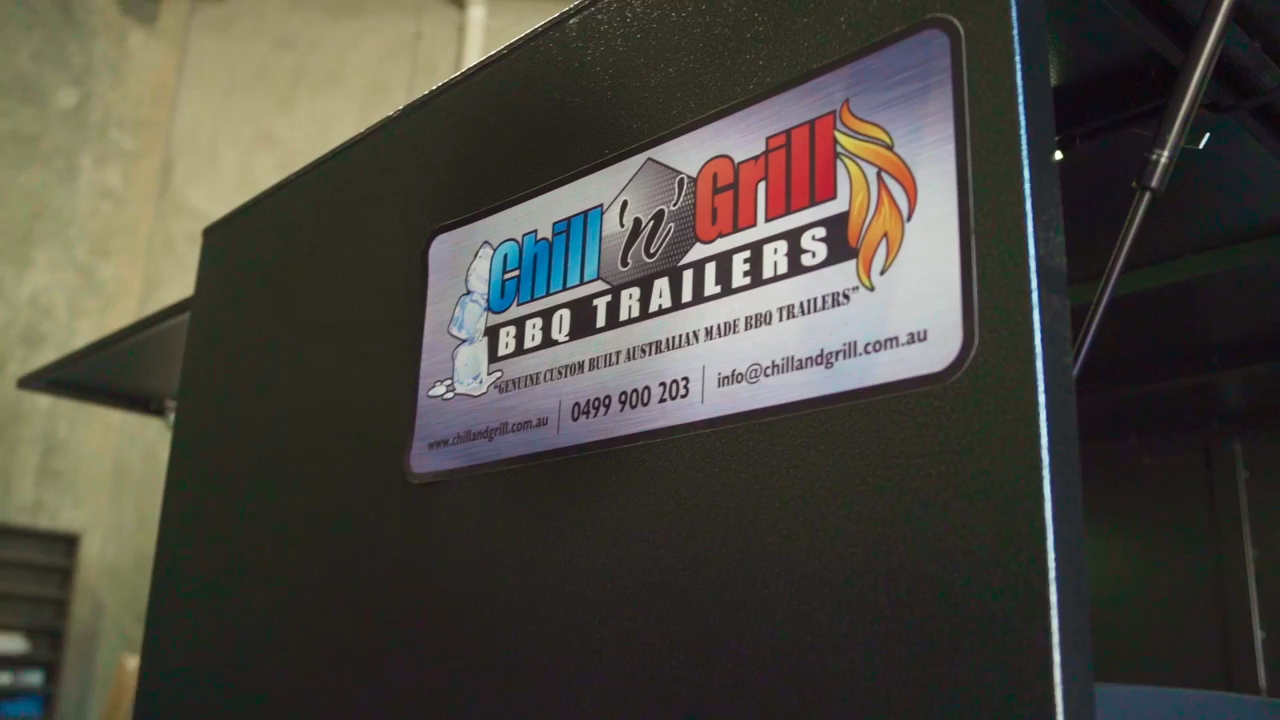 Chill 'n' Grill
BBQ TRAILERS
"GENUINE CUSTOM BUILT AUSTRALIAN MADE BBQ TRAILERS"
www.chillandgrill.com.au | 0499 900 203 | info@chillandgrill.com.au